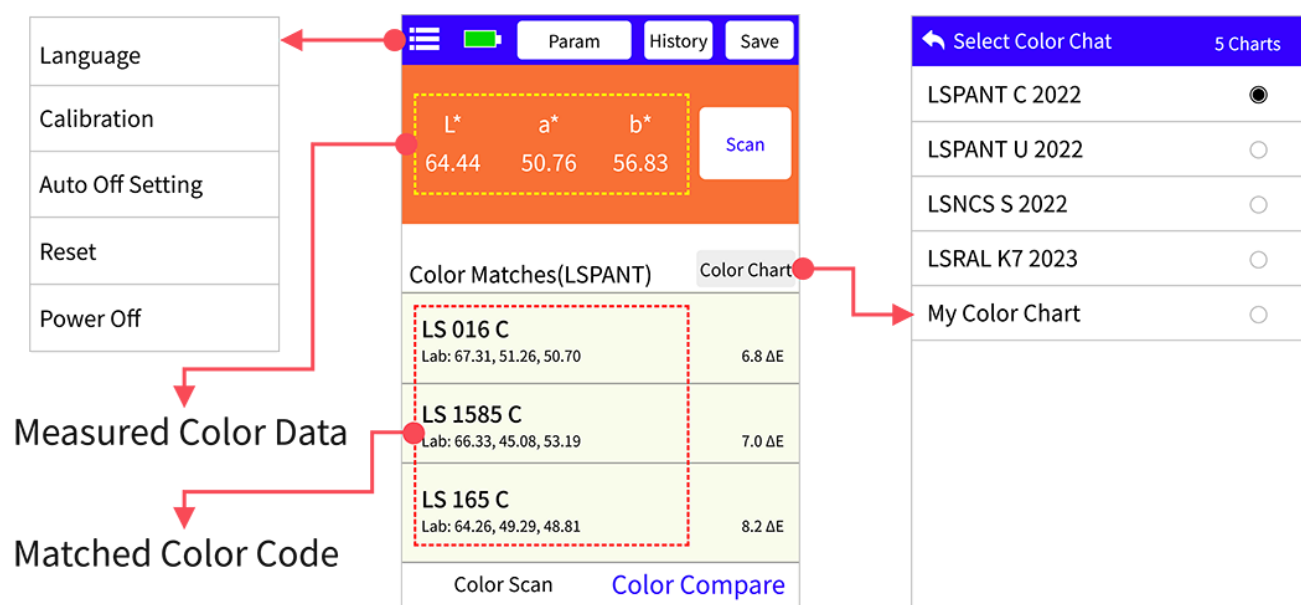 Language
Calibration
Auto Off Setting
Reset
Power Off
Measured Color Data
Matched Color Code
Param History Save
L* a* b*
64.44 50.76 56.83
Scan
Color Matches(LSPANT) Color Chart
LS 016 C
Lab: 67.31, 51.26, 50.70 6.8 ΔE
LS 1585 C
Lab: 66.33, 45.08, 53.19 7.0 ΔE
LS 165 C
Lab: 64.26, 49.29, 48.81 8.2 ΔE
Color Scan Color Compare
Select Color Chat 5 Charts
LSPANT C 2022
LSPANT U 2022
LSNCS S 2022
LSRAL K7 2023
My Color Chart